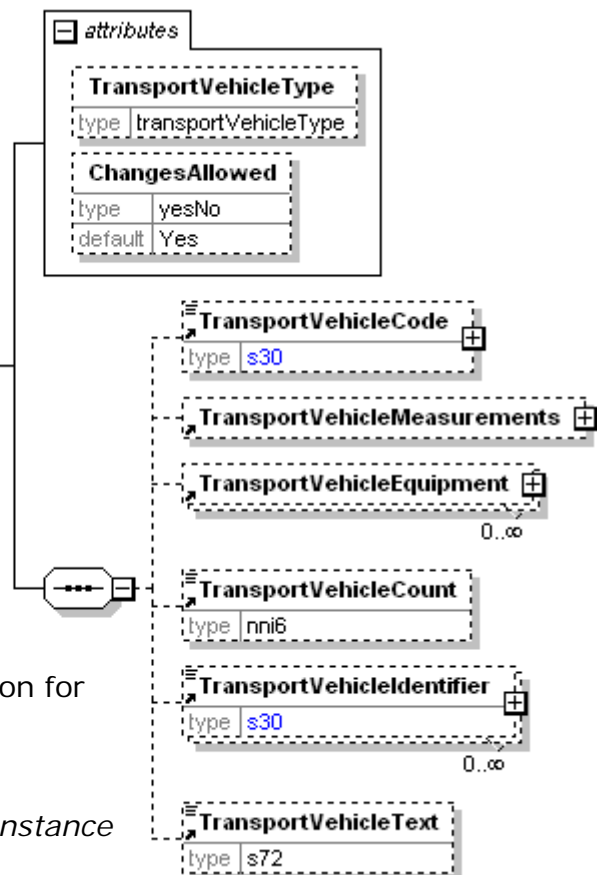 attributes
TransportVehicleType
type transportVehicleType
ChangesAllowed
type yesNo
default Yes
TransportVehicleCode
type s30
TransportVehicleMeasurements
TransportVehicleEquipment
0..∞
TransportVehicleCount
type nni6
on for
TransportVehicleIdentifier
type s30
0..∞
nstance
TransportVehicleText
type s72